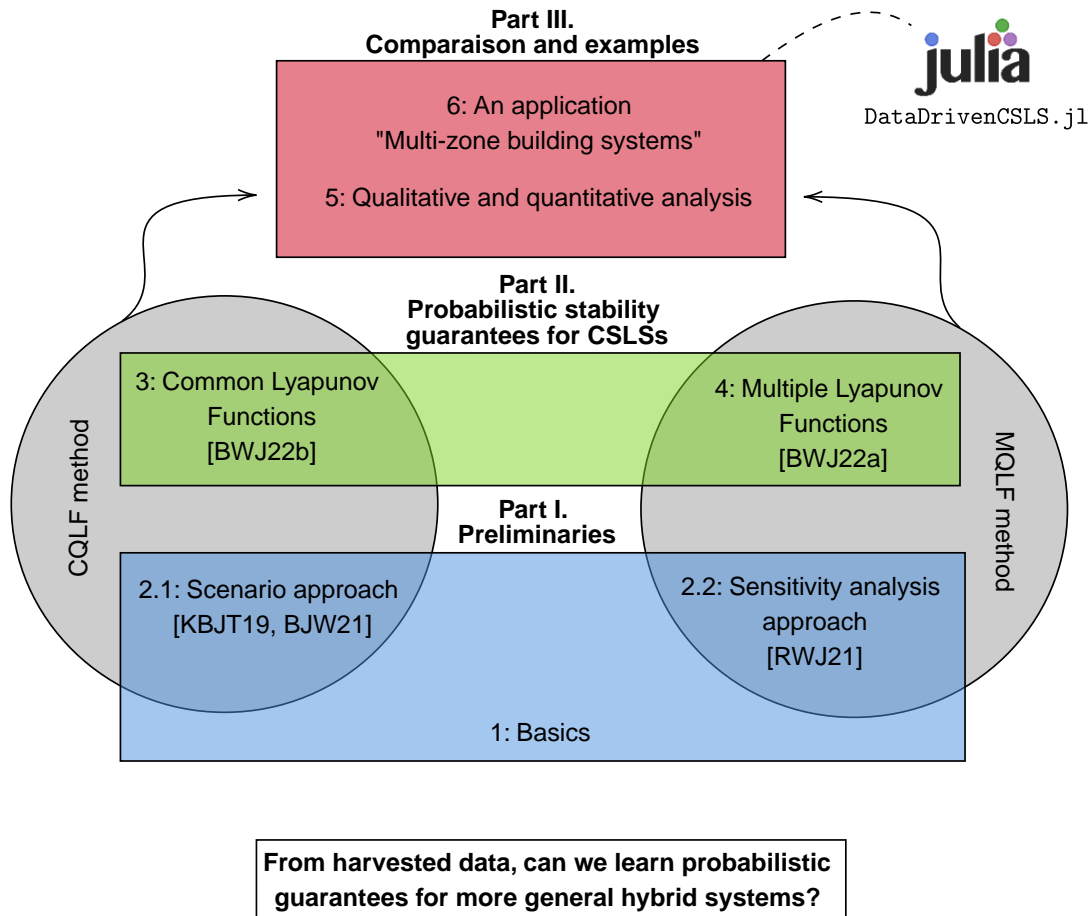 Part III.
Comparaison and examples
julia
DataDrivenCSLS.jl
6: An application
"Multi-zone building systems"
5: Qualitative and quantitative analysis
Part II.
Probabilistic stability
guarantees for CSLSs
3: Common Lyapunov
Functions
[BWJ22b]
4: Multiple Lyapunov
Functions
[BWJ22a]
CQLF method
MQLF method
Part I.
Preliminaries
2.1: Scenario approach
[KBJT19, BJW21]
2.2: Sensitivity analysis
approach
[RWJ21]
1: Basics
From harvested data, can we learn probabilistic
guarantees for more general hybrid systems?